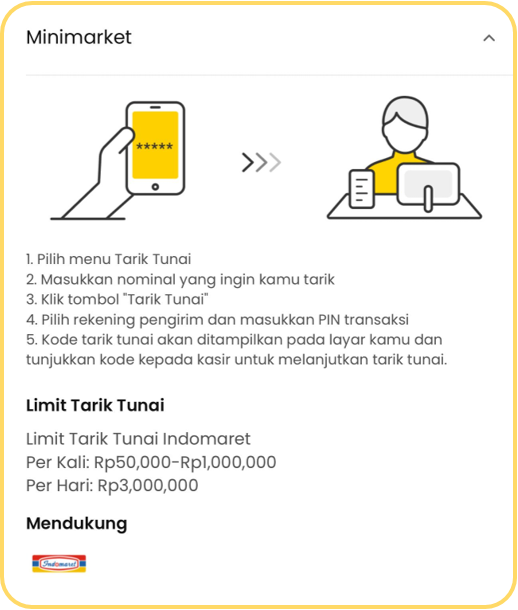 Minimarket
*****
1. Pilih menu Tarik Tunai
2. Masukkan nominal yang ingin kamu tarik
3. Klik tombol "Tarik Tunai"
4. Pilih rekening pengirim dan masukkan PIN transaksi
5. Kode tarik tunai akan ditampilkan pada layar kamu dan
tunjukkan kode kepada kasir untuk melanjutkan tarik tunai.
Limit Tarik Tunai
Limit Tarik Tunai Indomaret
Per Kali: Rp50,000-Rp1,000,000
Per Hari: Rp3,000,000
Mendukung
Indomaret